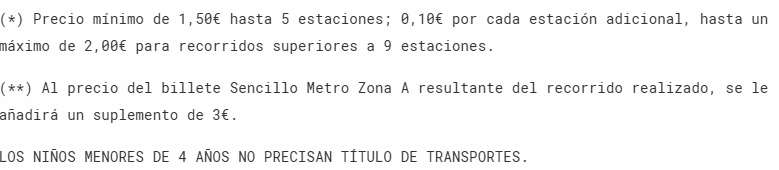 (*) Precio mínimo de 1,50€ hasta 5 estaciones; 0,10€ por cada estación adicional, hasta un
máximo de 2,00€ para recorridos superiores a 9 estaciones.
(**) Al precio del billete Sencillo Metro Zona A resultante del recorrido realizado, se le
añadirá un suplemento de 3€.
LOS NIÑOS MENORES DE 4 AÑOS NO PRECISAN TÍTULO DE TRANSPORTES.